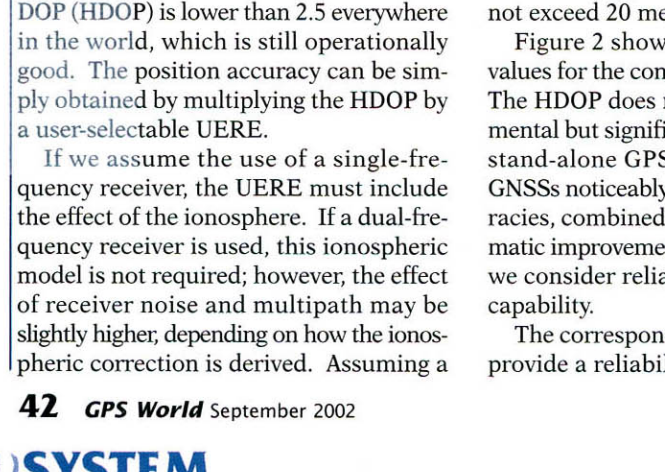 DOP (HDOP) is lower than 2.5 everywhere
in the world, which is still operationally
good. The position accuracy can be sim-
ply obtained by multiplying the HDOP by
a user-selectable UERE.
If we assume the use of a single-fre-
quency receiver, the UERE must include
the effect of the ionosphere. If a dual-fre-
quency receiver is used, this ionospheric
model is not required; however, the effect
of receiver noise and multipath may be
slightly higher, depending on how the ionos-
pheric correction is derived. Assuming a
not exceed 20 me
Figure 2 show
values for the con
The HDOP does
mental but signifi
stand-alone GPS
GNSSs noticeably
racies, combined
matic improveme
we consider relia
capability.
The correspon
provide a reliabil
42 GPS World September 2002
SYSTEM